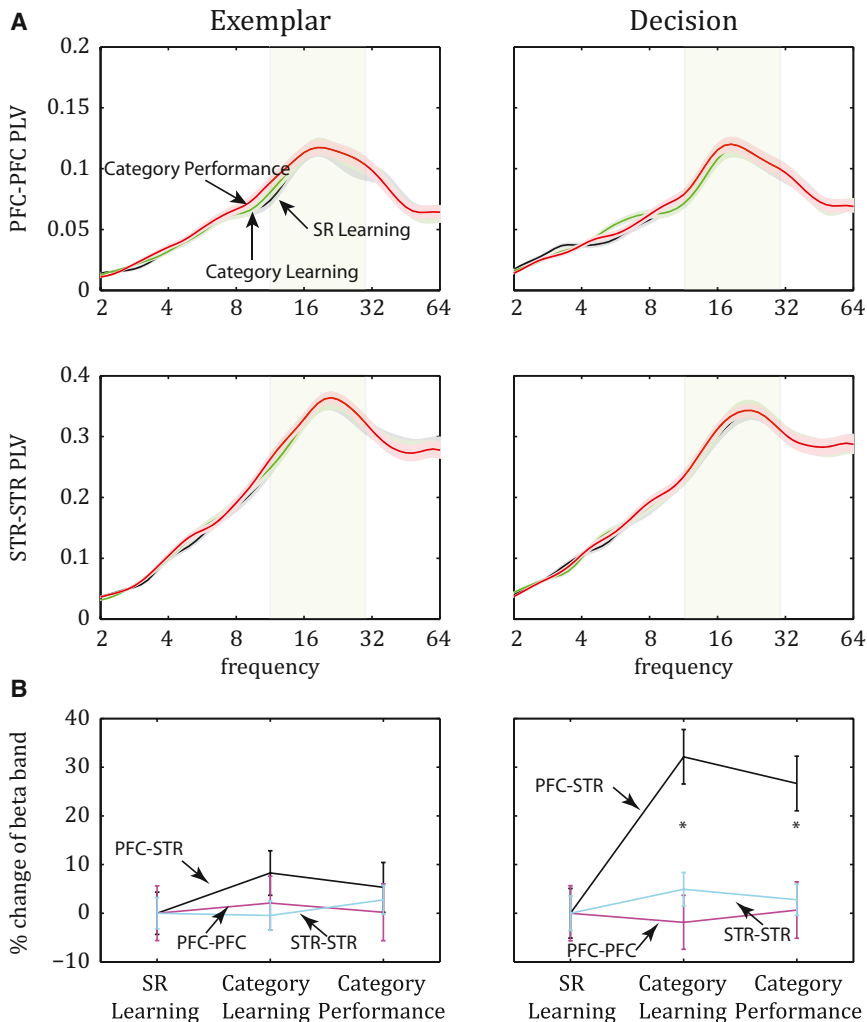 Exemplar
Decision
A
PFC-PFC PLV
0.2
0.15
0.1
0.05
0
Category Performance
SR Learning
Category Learning
2 4 8 16 32 64
2 4 8 16 32 64
STR-STR PLV
0.4
0.3
0.2
0.1
0
2 4 8 16 32 64
frequency
2 4 8 16 32 64
frequency
B
% change of beta band
40
30
20
10
0
−10
PFC-STR
PFC-PFC
STR-STR
SR Learning
Category Learning
Category Performance
PFC-STR
*
*
PFC-PFC
STR-STR
SR Learning
Category Learning
Category Performance